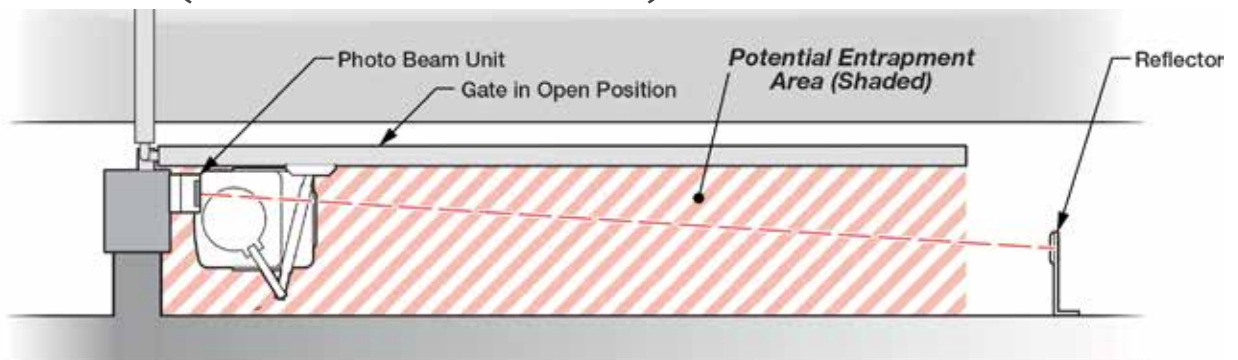 Photo Beam Unit
Gate in Open Position
Potential Entrapment
Area (Shaded)
Reflector